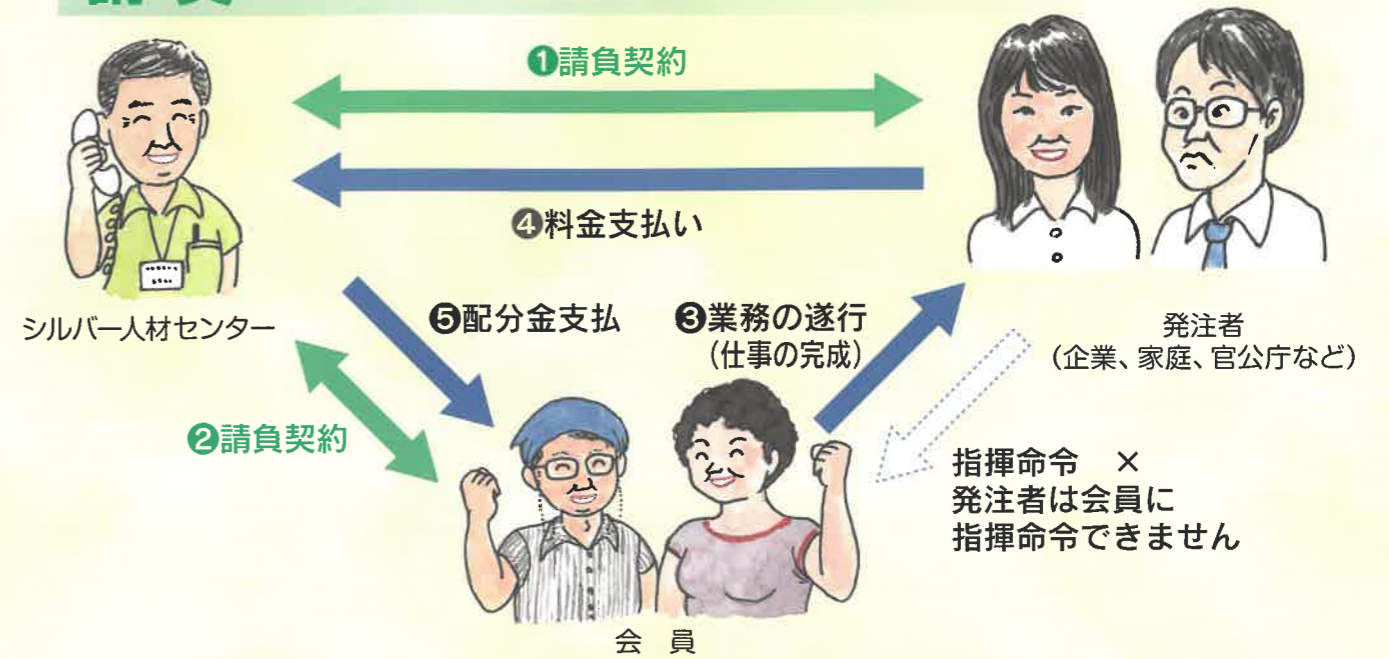 請負
❶請負契約
❹料金支払い
シルバー人材センター
❺配分金支払
❸業務の遂行
(仕事の完成)
発注者
(企業、家庭、官公庁など)
❷請負契約
指揮命令 ×
発注者は会員に
指揮命令できません
会 員